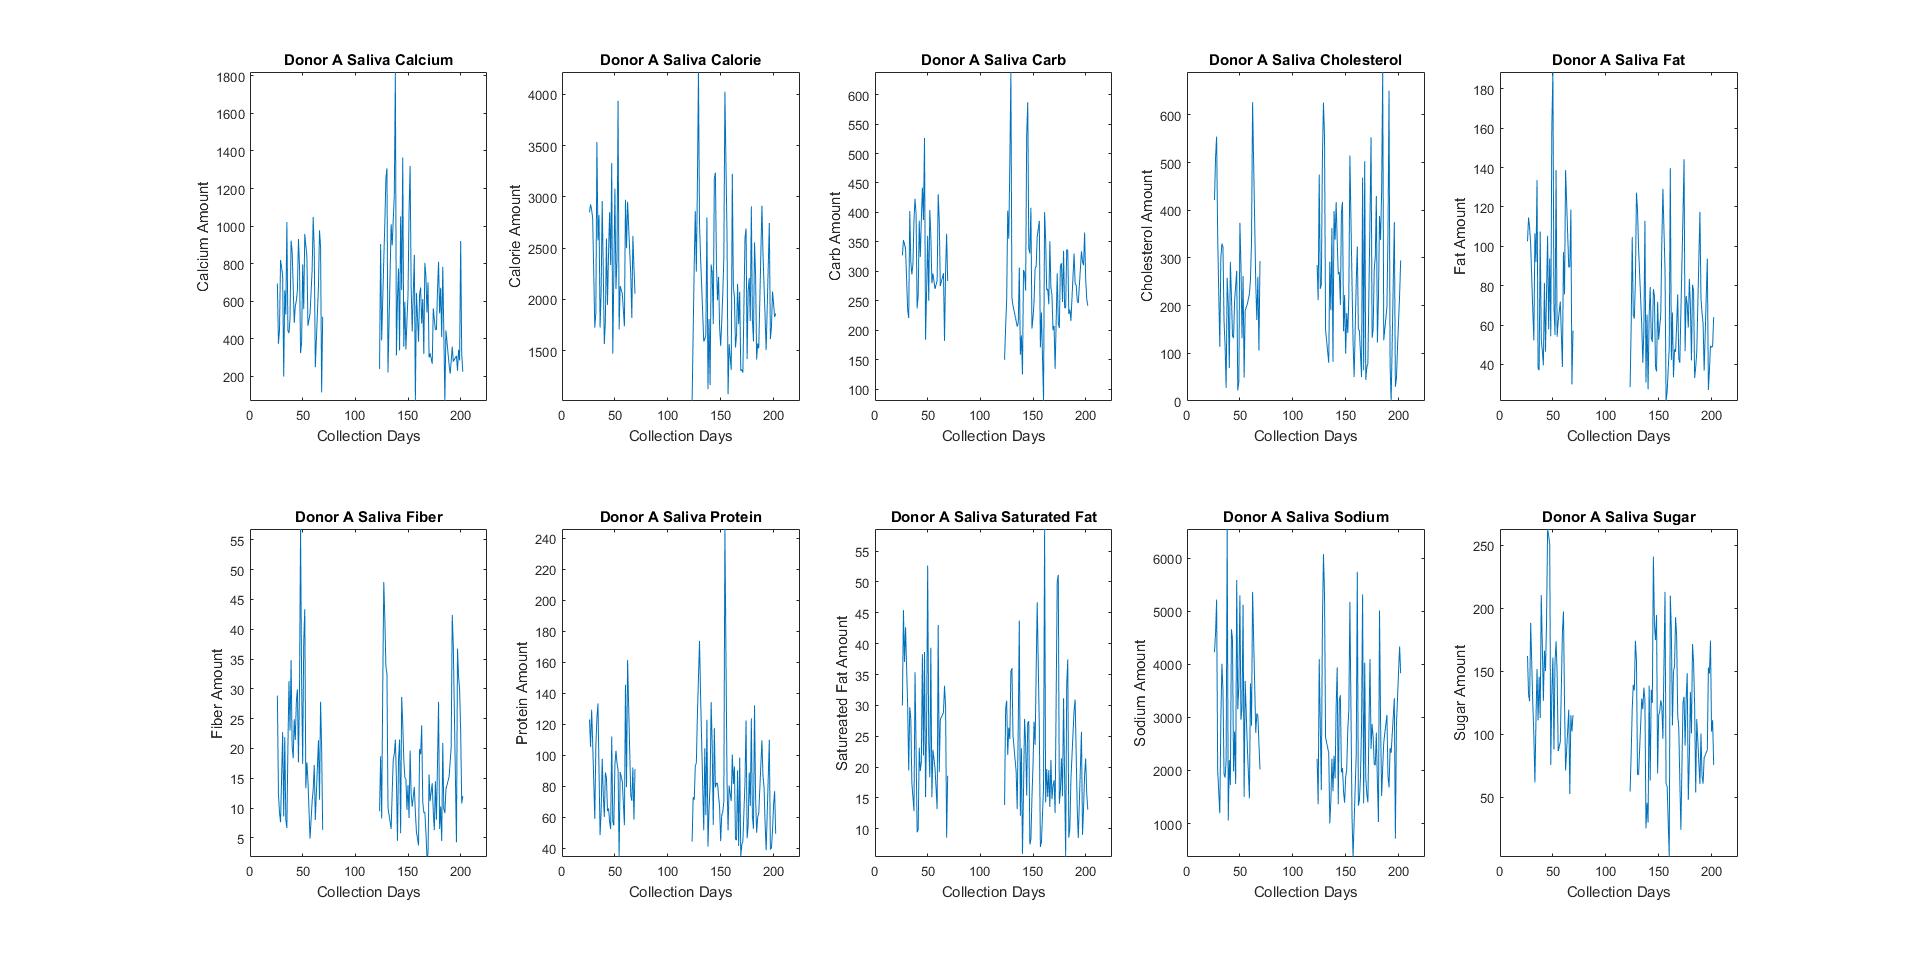 Donor A Saliva Calcium
Calcium Amount
1800
1600
1400
1200
1000
800
600
400
200
0 50 100 150 200
Collection Days
Donor A Saliva Calorie
Calorie Amount
4000
3500
3000
2500
2000
1500
0 50 100 150 200
Collection Days
Donor A Saliva Carb
Carb Amount
600
550
500
450
400
350
300
250
200
150
100
0 50 100 150 200
Collection Days
Donor A Saliva Cholesterol
Cholesterol Amount
600
500
400
300
200
100
0
0 50 100 150 200
Collection Days
Donor A Saliva Fat
Fat Amount
180
160
140
120
100
80
60
40
0 50 100 150 200
Collection Days
Donor A Saliva Fiber
Fiber Amount
55
50
45
40
35
30
25
20
15
10
5
0 50 100 150 200
Collection Days
Donor A Saliva Protein
Protein Amount
240
220
200
180
160
140
120
100
80
60
40
0 50 100 150 200
Collection Days
Donor A Saliva Saturated Fat
Satureated Fat Amount
55
50
45
40
35
30
25
20
15
10
0 50 100 150 200
Collection Days
Donor A Saliva Sodium
Sodium Amount
6000
5000
4000
3000
2000
1000
0 50 100 150 200
Collection Days
Donor A Saliva Sugar
Sugar Amount
250
200
150
100
50
0 50 100 150 200
Collection Days